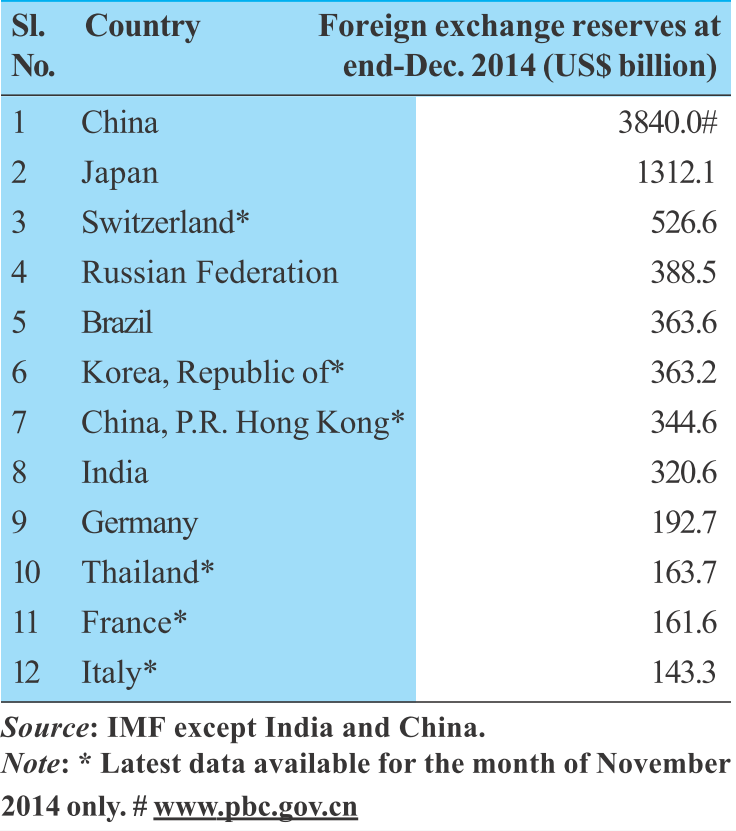 Sl. Country Foreign exchange reserves at
No. end-Dec. 2014 (US$ billion)
1 China 3840.0#
2 Japan 1312.1
3 Switzerland* 526.6
4 Russian Federation 388.5
5 Brazil 363.6
6 Korea, Republic of* 363.2
7 China, P.R. Hong Kong* 344.6
8 India 320.6
9 Germany 192.7
10 Thailand* 163.7
11 France* 161.6
12 Italy* 143.3
Source: IMF except India and China.
Note: * Latest data available for the month of November
2014 only. # www.pbc.gov.cn